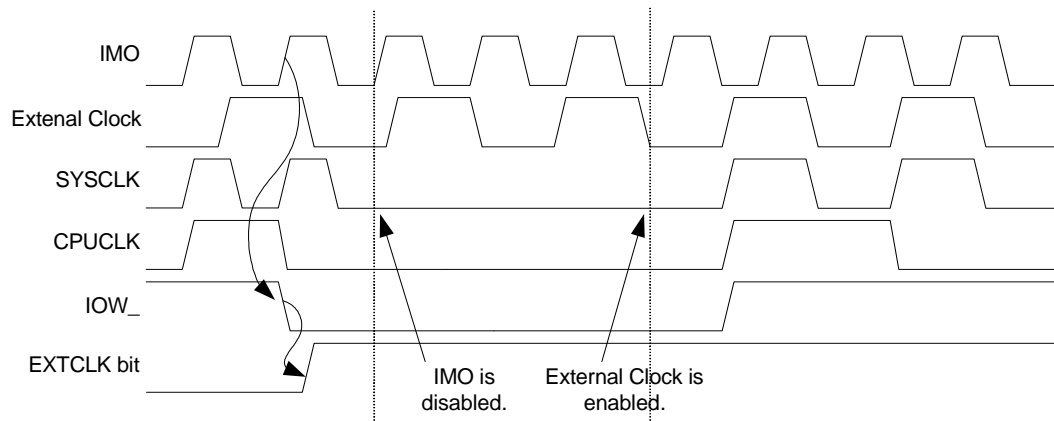 IMO
Extenal Clock
SYSCLK
CPUCLK
IOW_
EXTCLK bit
IMO is
disabled.
External Clock is
enabled.